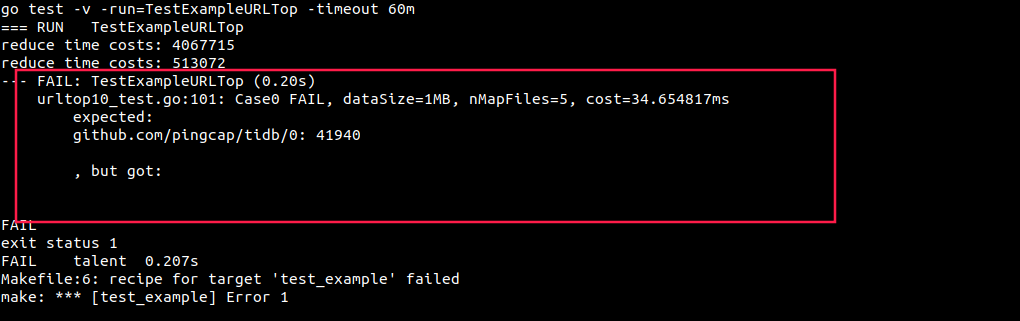 go test -v -run=TestExampleURLTop -timeout 60m
=== RUN   TestExampleURLTop
reduce time costs: 4067715
reduce time costs: 513072
--- FAIL: TestExampleURLTop (0.20s)
    urltop10_test.go:101: Case0 FAIL, dataSize=1MB, nMapFiles=5, cost=34.654817ms
        expected:
        github.com/pingcap/tidb/0: 41940
        , but got:
FAIL
exit status 1
FAIL    talent  0.207s
Makefile:6: recipe for target 'test_example' failed
make: *** [test_example] Error 1